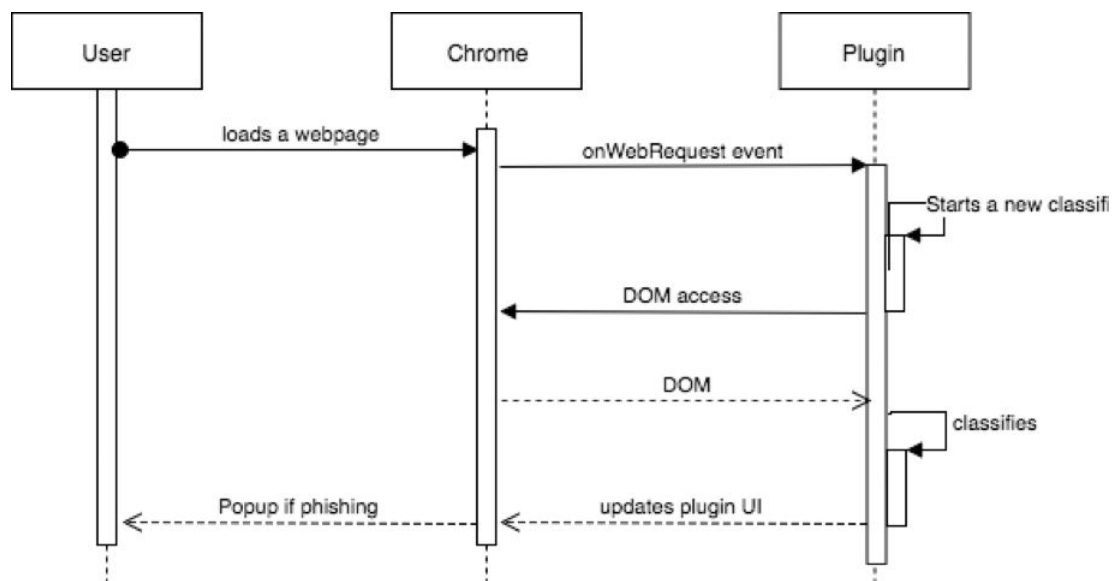 User
Chrome
Plugin
loads a webpage
onWebRequest event
Starts a new classifi
DOM access
DOM
classifies
Popup if phishing
updates plugin UI